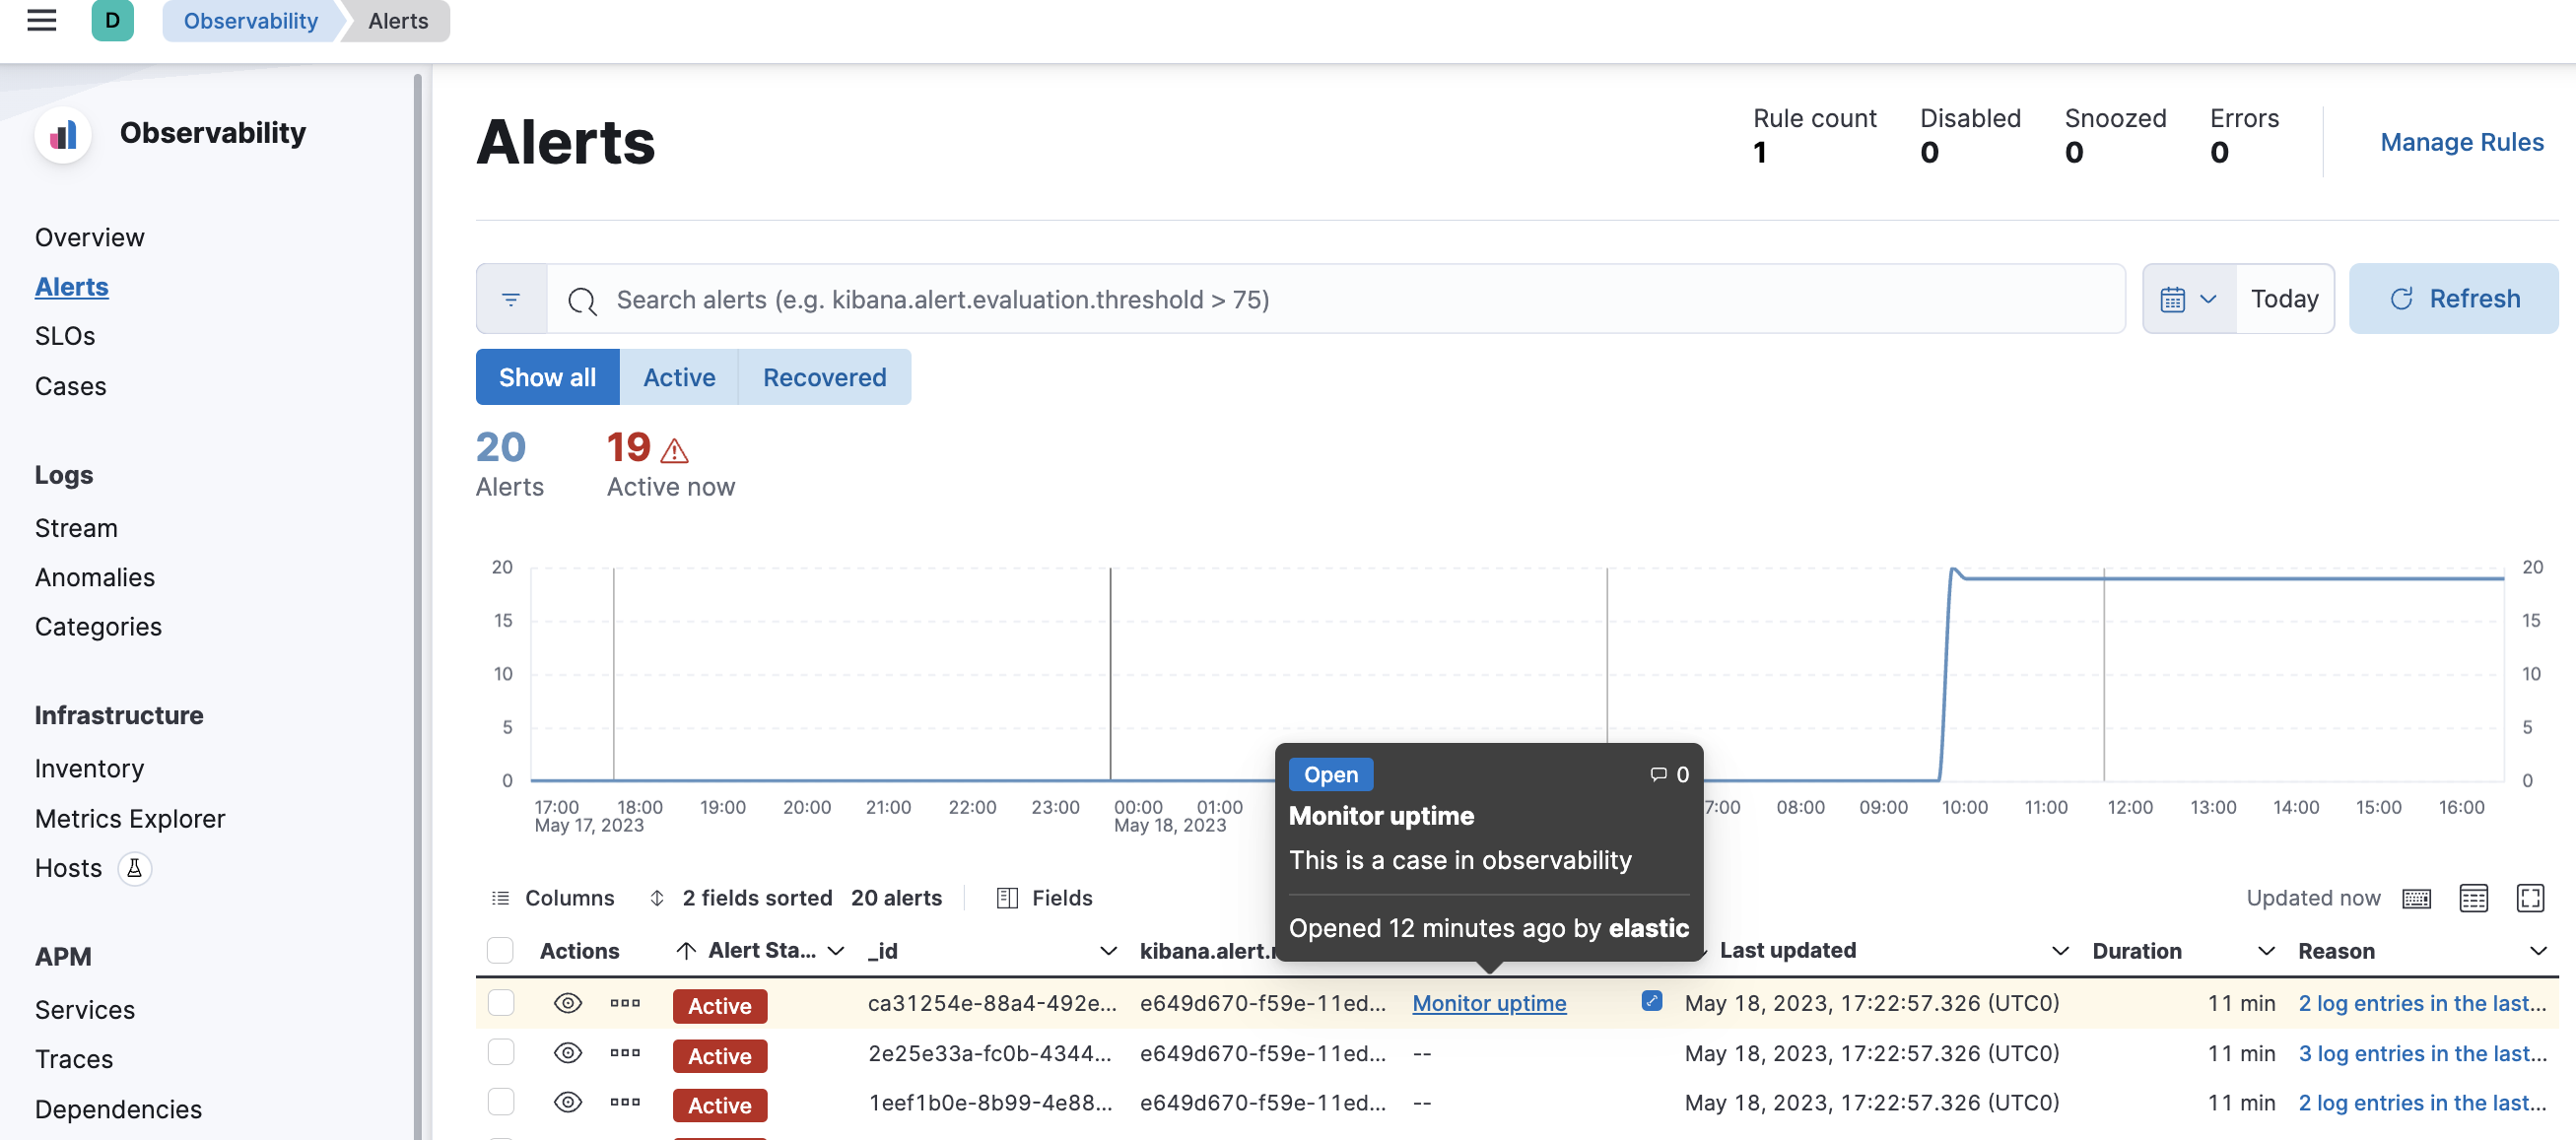 D
Observability
Alerts
Observability
Overview
Alerts
SLOs
Cases
Logs
Stream
Anomalies
Categories
Infrastructure
Inventory
Metrics Explorer
Hosts
APM
Services
Traces
Dependencies
Alerts
Rule count Disabled Snoozed Errors
1 0 0 0
Manage Rules
Search alerts (e.g. kibana.alert.evaluation.threshold > 75)
Today
Refresh
Show all Active Recovered
20 19
Alerts Active now
20 20
15 15
10 10
5 5
0 0
17:00 18:00 19:00 20:00 21:00 22:00 23:00 00:00 01:00 7:00 08:00 09:00 10:00 11:00 12:00 13:00 14:00 15:00 16:00
May 17, 2023 May 18, 2023
Open 0
Monitor uptime
This is a case in observability
Opened 12 minutes ago by elastic
Columns 2 fields sorted 20 alerts Fields Updated now
Actions Alert Sta... _id kibana.alert.r Last updated Duration Reason
Active ca31254e-88a4-492e... e649d670-f59e-11ed... Monitor uptime May 18, 2023, 17:22:57.326 (UTC0) 11 min 2 log entries in the last...
Active 2e25e33a-fc0b-4344... e649d670-f59e-11ed... -- May 18, 2023, 17:22:57.326 (UTC0) 11 min 3 log entries in the last...
Active 1eef1b0e-8b99-4e88... e649d670-f59e-11ed... -- May 18, 2023, 17:22:57.326 (UTC0) 11 min 2 log entries in the last...